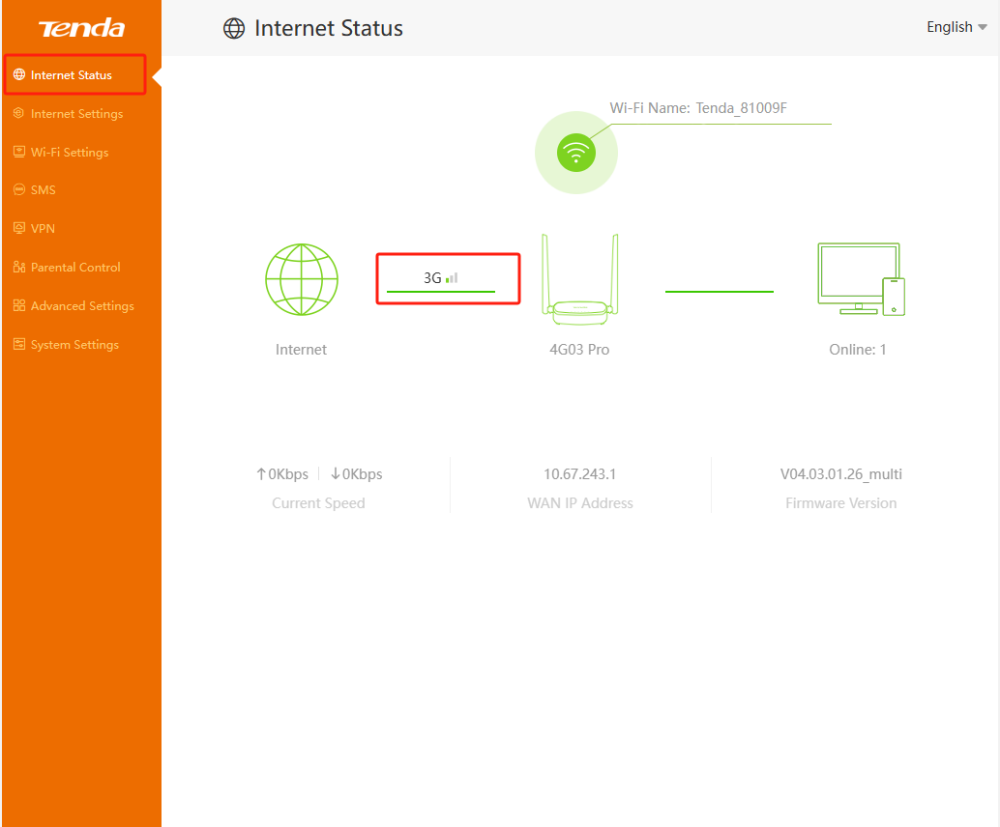 Tenda
Internet Status
English
Internet Status
Internet Settings
Wi-Fi Settings
SMS
VPN
Parental Control
Advanced Settings
System Settings
Wi-Fi Name: Tenda_81009F
3G
Internet
4G03 Pro
Online: 1
↑0Kbps ↓0Kbps
Current Speed
10.67.243.1
WAN IP Address
V04.03.01.26_multi
Firmware Version